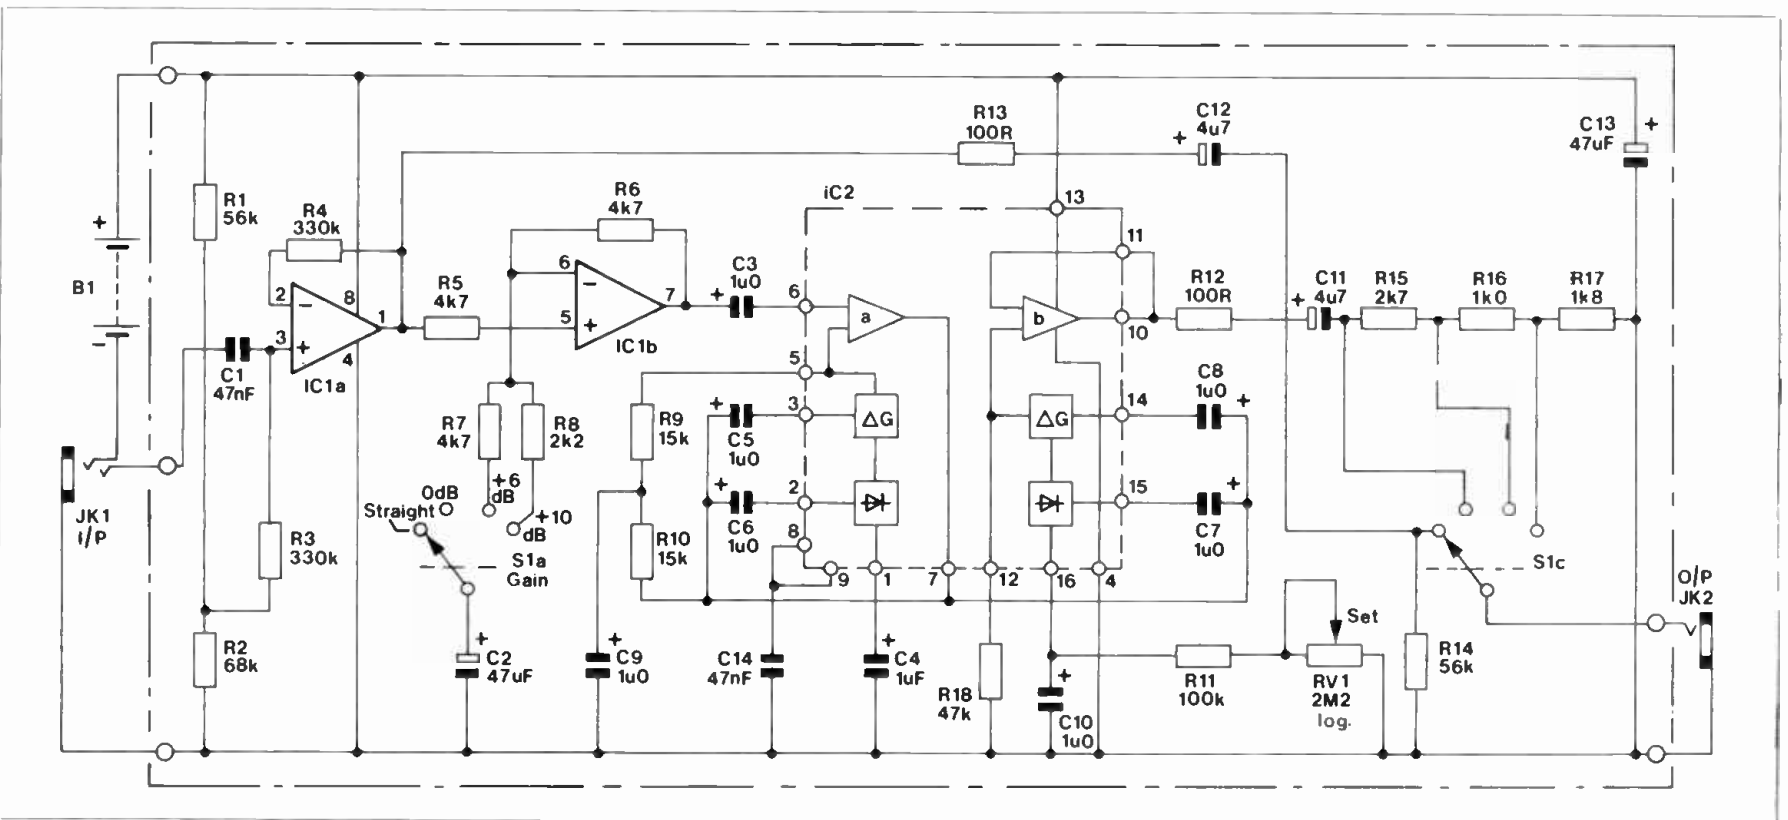 R13
100R
C12
4u7
+
C13
47uF
+
R1
56k
R4
330k
R6
4k7
iC2
13
11
+
B1
-
2
-
8
1
3
+
4
IC1a
R5
4k7
6
-
7
5
+
IC1b
C3
1u0
+
6
a
b
10
R12
100R
C11
4u7
+
R15
2k7
R16
1k0
R17
1k8
C1
47nF
5
3
ΔG
ΔG
14
C8
1u0
+
R7
4k7
R8
2k2
R9
15k
+
C5
1u0
2
15
+
C7
1u0
+
C6
1u0
8
Straight
0dB
+6
dB
+10
dB
S1a
Gain
R10
15k
JK1
I/P
R3
330k
9
1
7
12
16
4
S1c
O/P
JK2
Set
R2
68k
+
C2
47uF
+
C9
1u0
C14
47nF
+
C4
1uF
R18
47k
+
C10
1u0
R11
100k
RV1
2M2
log.
R14
56k